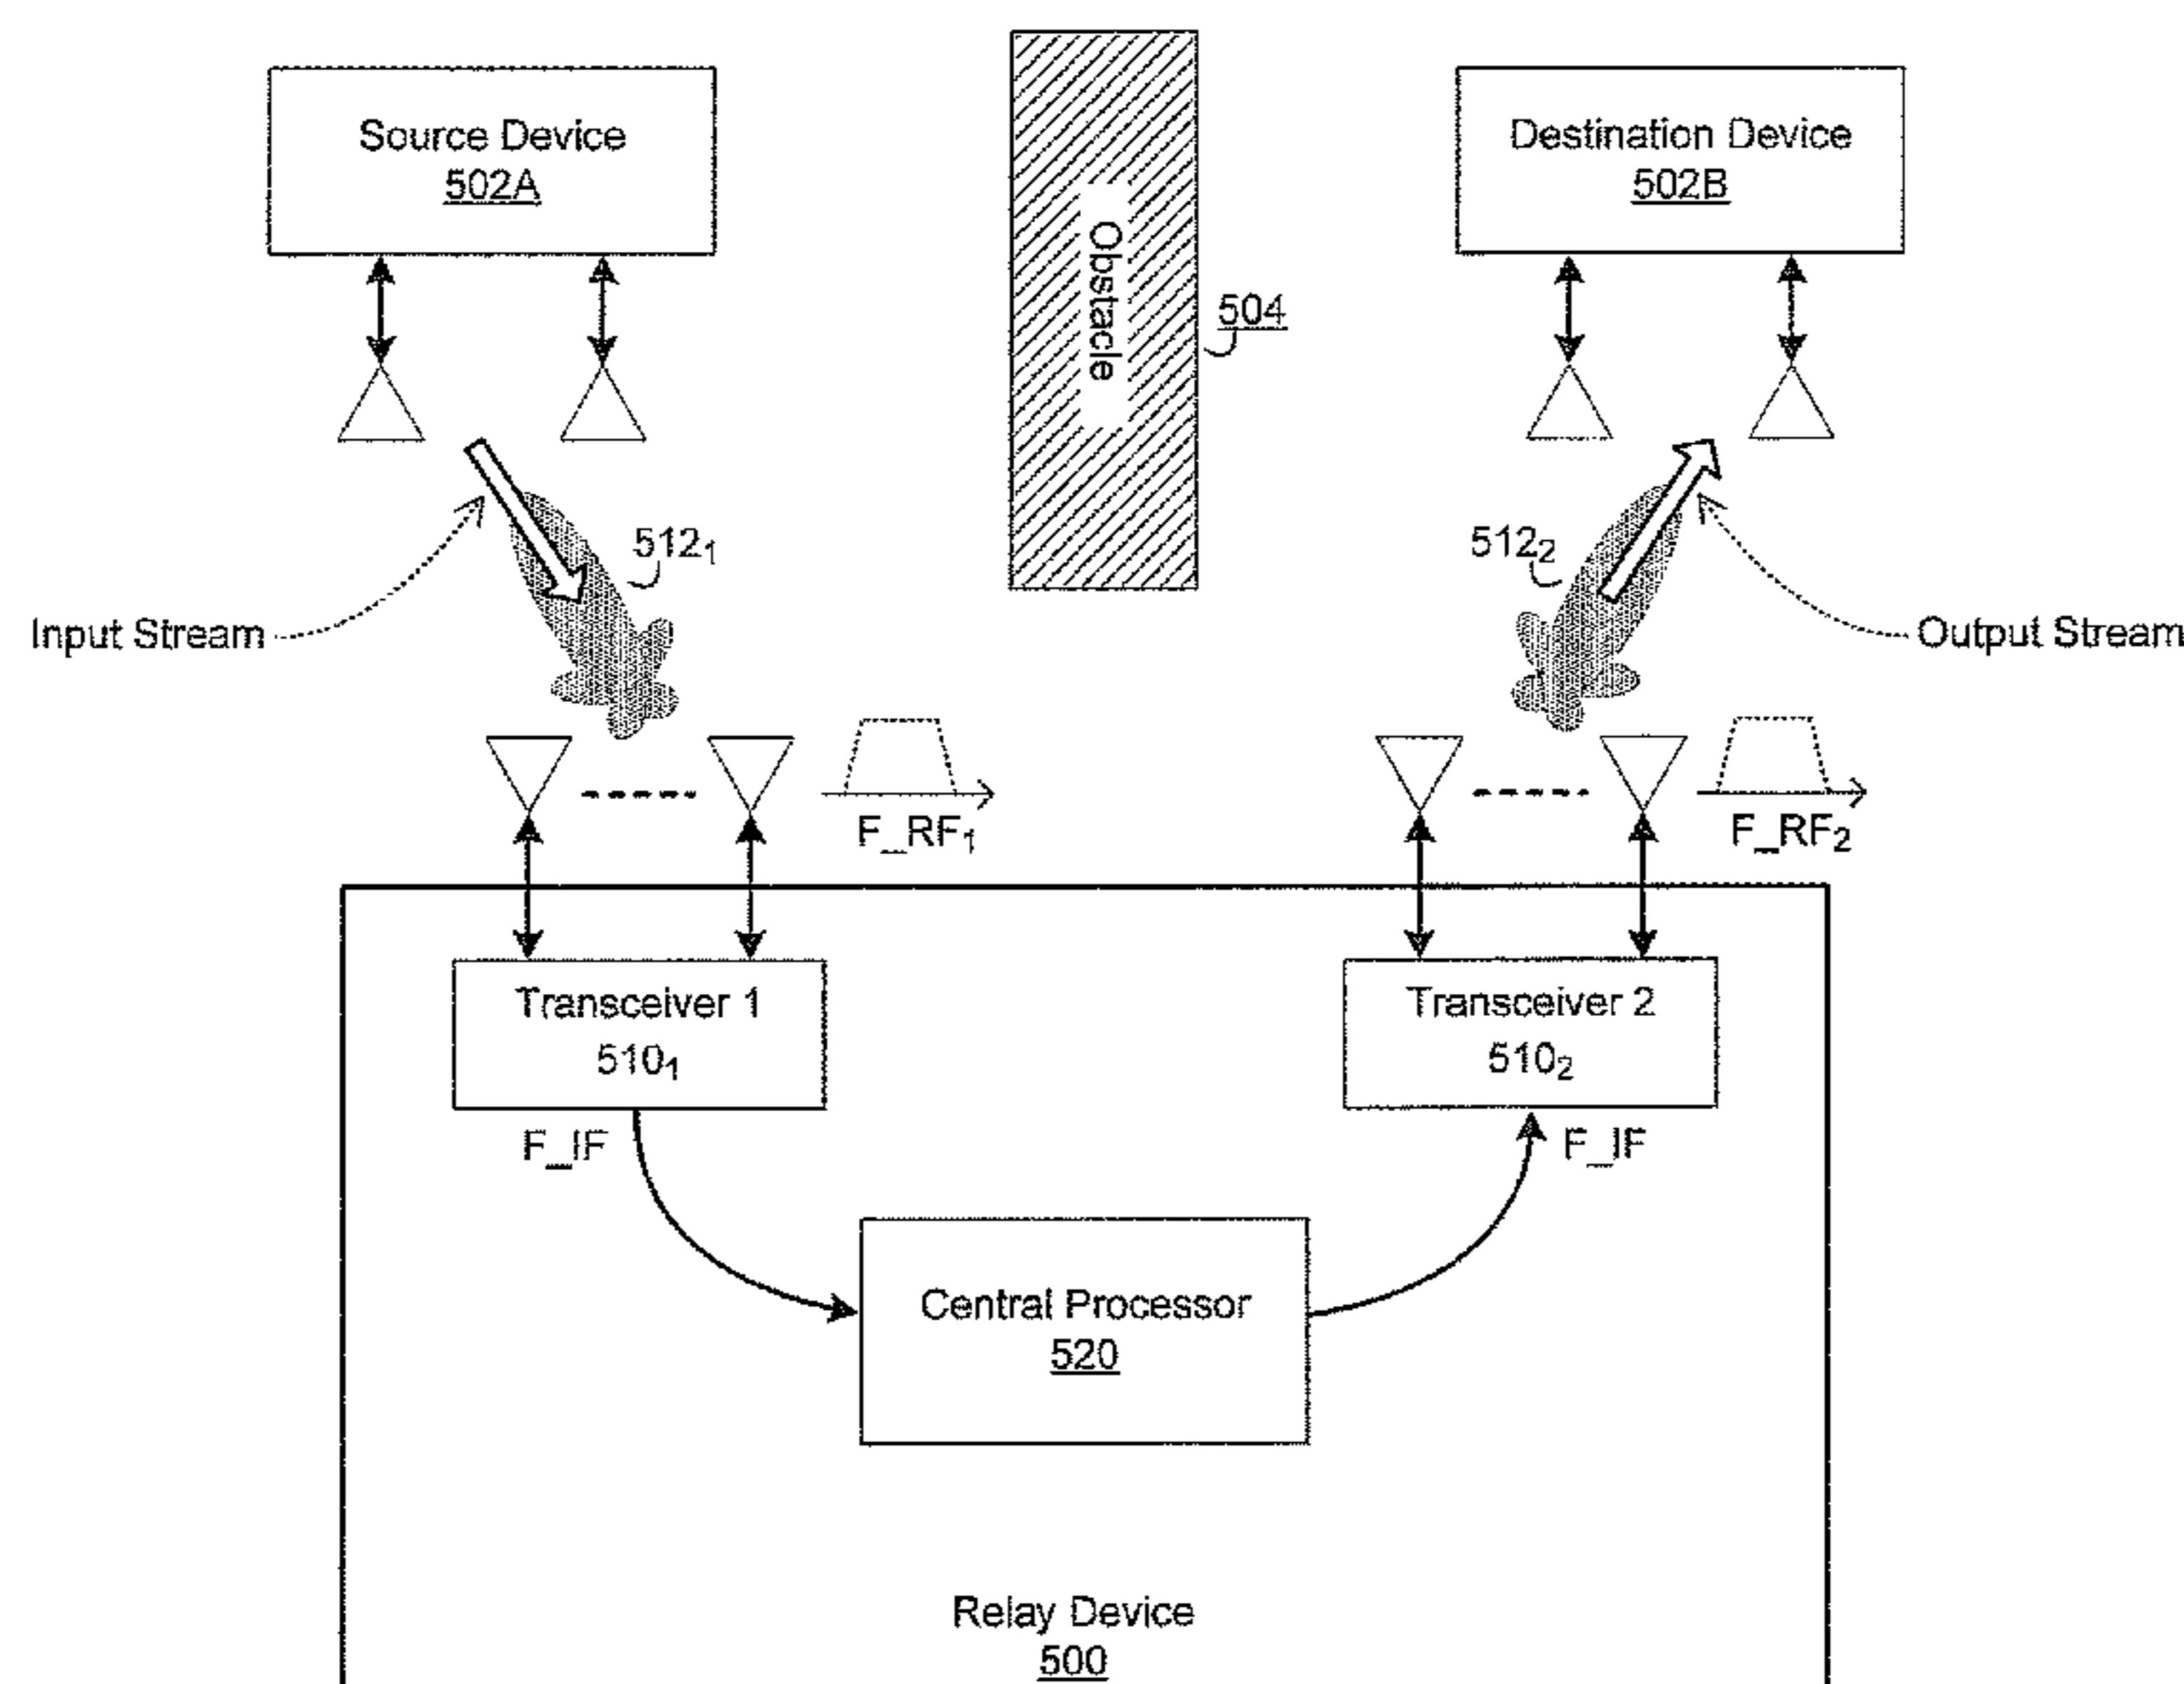 Source Device
502A
Obstacle
504
Destination Device
502B
512₁
512₂
Input Stream
Output Stream
F_RF₁
F_RF₂
Transceiver 1
510₁
Transceiver 2
510₂
F_IF
F_IF
Central Processor
520
Relay Device
500